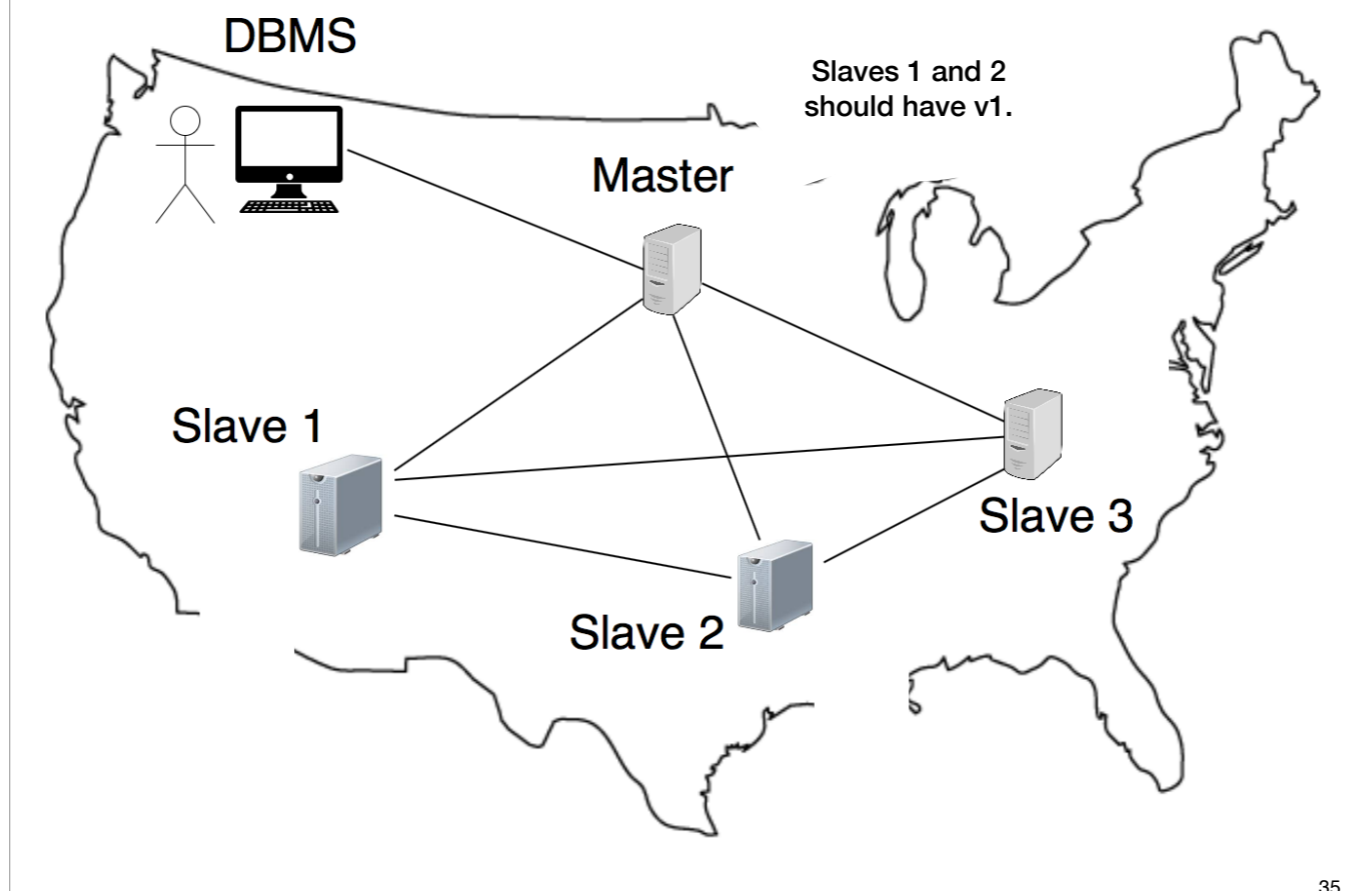 DBMS
Slaves 1 and 2
should have v1.
Master
Slave 1
Slave 3
Slave 2
35